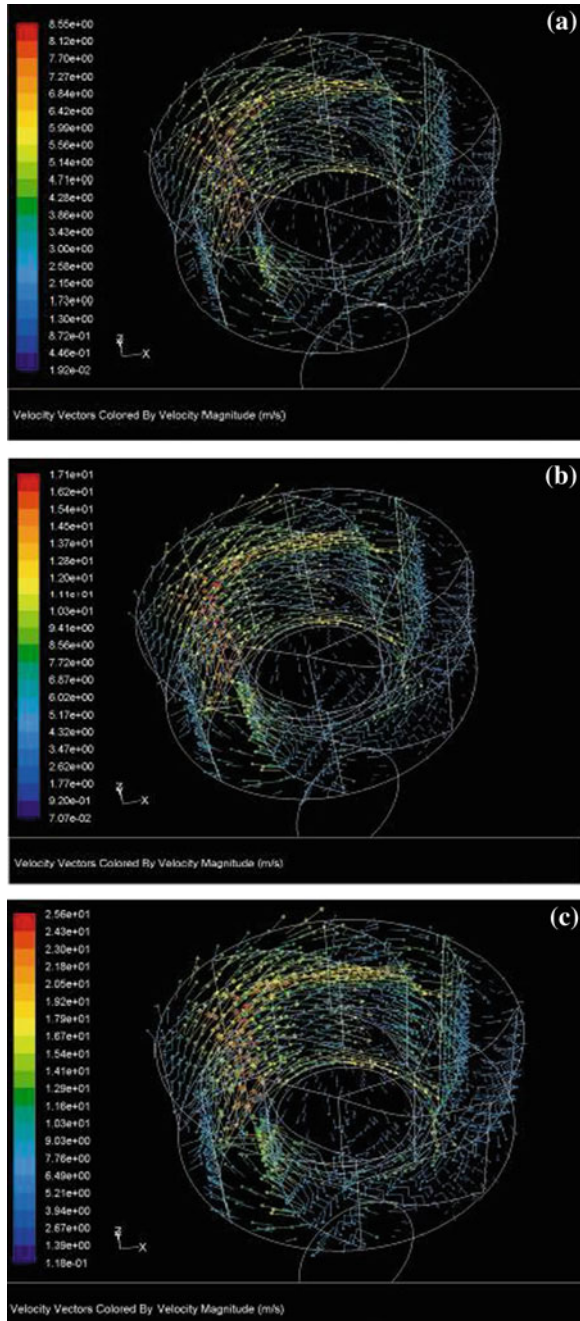 (a)
8.55e+00
8.12e+00
7.70e+00
7.27e+00
6.84e+00
6.42e+00
5.99e+00
5.56e+00
5.14e+00
4.71e+00
4.28e+00
3.86e+00
3.43e+00
3.00e+00
2.58e+00
2.15e+00
1.73e+00
1.30e+00
8.72e-01
4.46e-01
1.92e-02
Z
X
Velocity Vectors Colored By Velocity Magnitude (m/s)
(b)
1.71e+01
1.62e+01
1.54e+01
1.45e+01
1.37e+01
1.28e+01
1.20e+01
1.11e+01
1.03e+01
9.41e+00
8.56e+00
7.72e+00
6.87e+00
6.02e+00
5.17e+00
4.32e+00
3.47e+00
2.62e+00
1.77e+00
9.20e-01
7.07e-02
Z
X
Velocity Vectors Colored By Velocity Magnitude (m/s)
(c)
2.56e+01
2.43e+01
2.30e+01
2.18e+01
2.05e+01
1.92e+01
1.79e+01
1.67e+01
1.54e+01
1.41e+01
1.29e+01
1.16e+01
1.03e+01
9.03e+00
7.76e+00
6.49e+00
5.21e+00
3.94e+00
2.67e+00
1.39e+00
1.18e-01
Z
X
Velocity Vectors Colored By Velocity Magnitude (m/s)